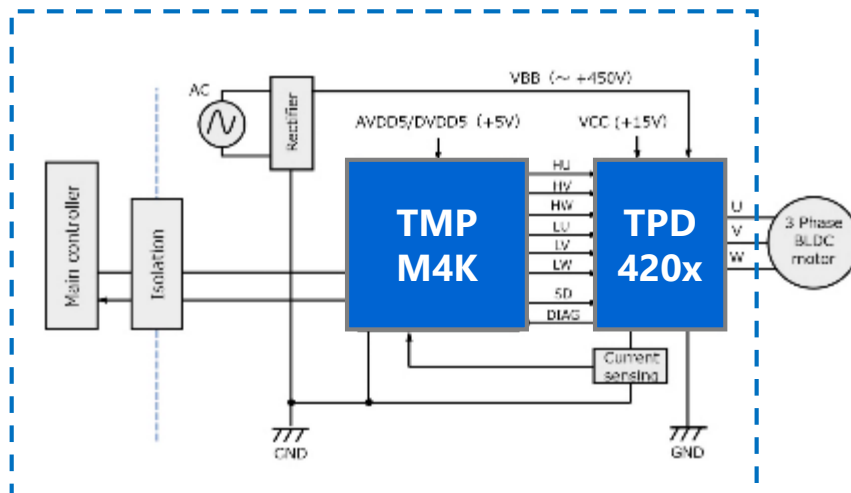 VBB (～ +450V)
AC
Rectifier
AVDD5/DVDD5 (+5V)
VCC (+15V)
HU
HV
HW
LU
LV
LW
SD
DIAG
TMP
M4K
TPD
420x
U
V
W
3 Phase
BLDC
motor
Main controller
Isolation
Current
sensing
GND
GND